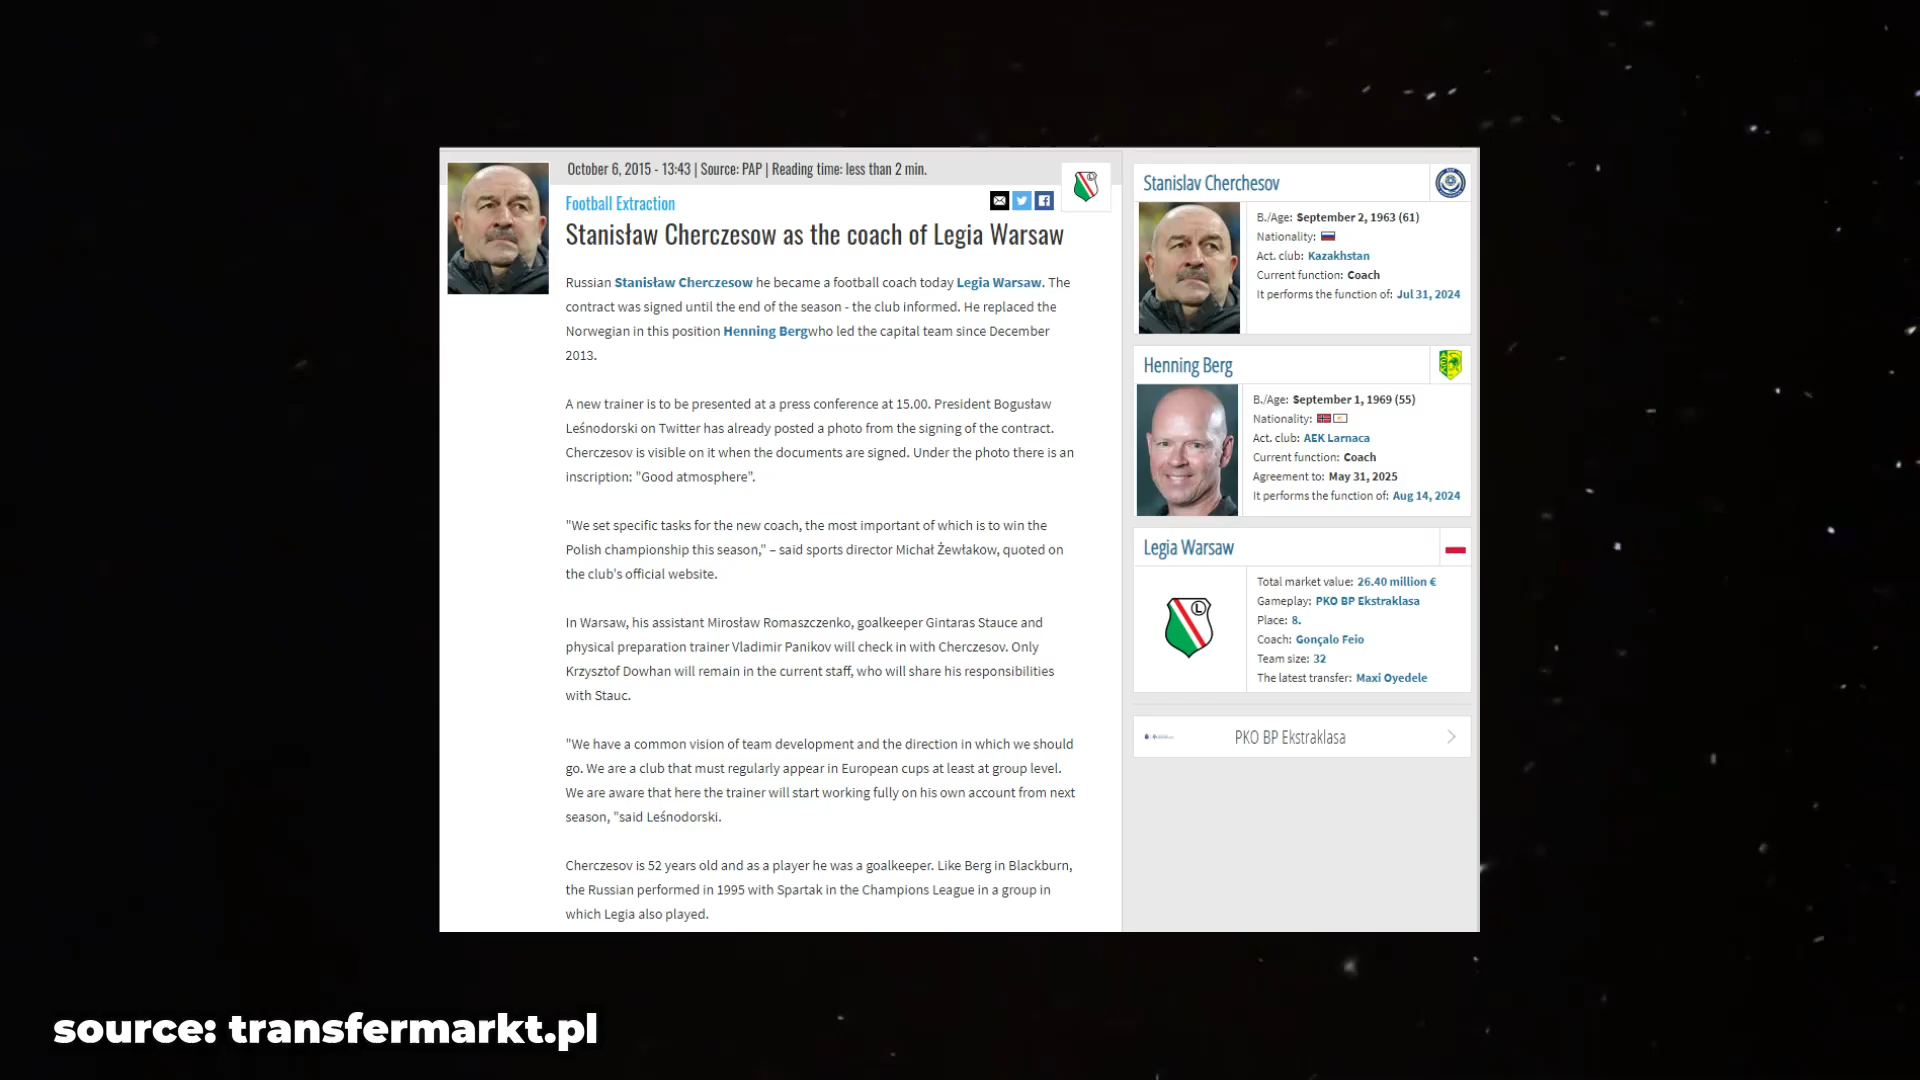 October 6, 2015 - 13:43 | Source: PAP | Reading time: less than 2 min.
Football Extraction
Stanisław Cherczesow as the coach of Legia Warsaw
Russian Stanisław Cherczesow he became a football coach today Legia Warsaw. The
contract was signed until the end of the season - the club informed. He replaced the
Norwegian in this position Henning Bergwho led the capital team since December
2013.
A new trainer is to be presented at a press conference at 15.00. President Bogusław
Leśnodorski on Twitter has already posted a photo from the signing of the contract.
Cherczesov is visible on it when the documents are signed. Under the photo there is an
inscription: "Good atmosphere".
"We set specific tasks for the new coach, the most important of which is to win the
Polish championship this season," – said sports director Michał Żewłakow, quoted on
the club's official website.
In Warsaw, his assistant Mirosław Romaszczenko, goalkeeper Gintaras Stauce and
physical preparation trainer Vladimir Panikov will check in with Cherczesov. Only
Krzysztof Dowhan will remain in the current staff, who will share his responsibilities
with Stauc.
"We have a common vision of team development and the direction in which we should
go. We are a club that must regularly appear in European cups at least at group level.
We are aware that here the trainer will start working fully on his own account from next
season, "said Leśnodorski.
Cherczesov is 52 years old and as a player he was a goalkeeper. Like Berg in Blackburn,
the Russian performed in 1995 with Spartak in the Champions League in a group in
which Legia also played.
Stanislav Cherchesov
B./Age: September 2, 1963 (61)
Nationality:
Act. club: Kazakhstan
Current function: Coach
It performs the function of: Jul 31, 2024
Henning Berg
B./Age: September 1, 1969 (55)
Nationality:
Act. club: AEK Larnaca
Current function: Coach
Agreement to: May 31, 2025
It performs the function of: Aug 14, 2024
Legia Warsaw
L
Total market value: 26.40 million €
Gameplay: PKO BP Ekstraklasa
Place: 8.
Coach: Gonçalo Feio
Team size: 32
The latest transfer: Maxi Oyedele
PKO BP Ekstraklasa
source: transfermarkt.pl